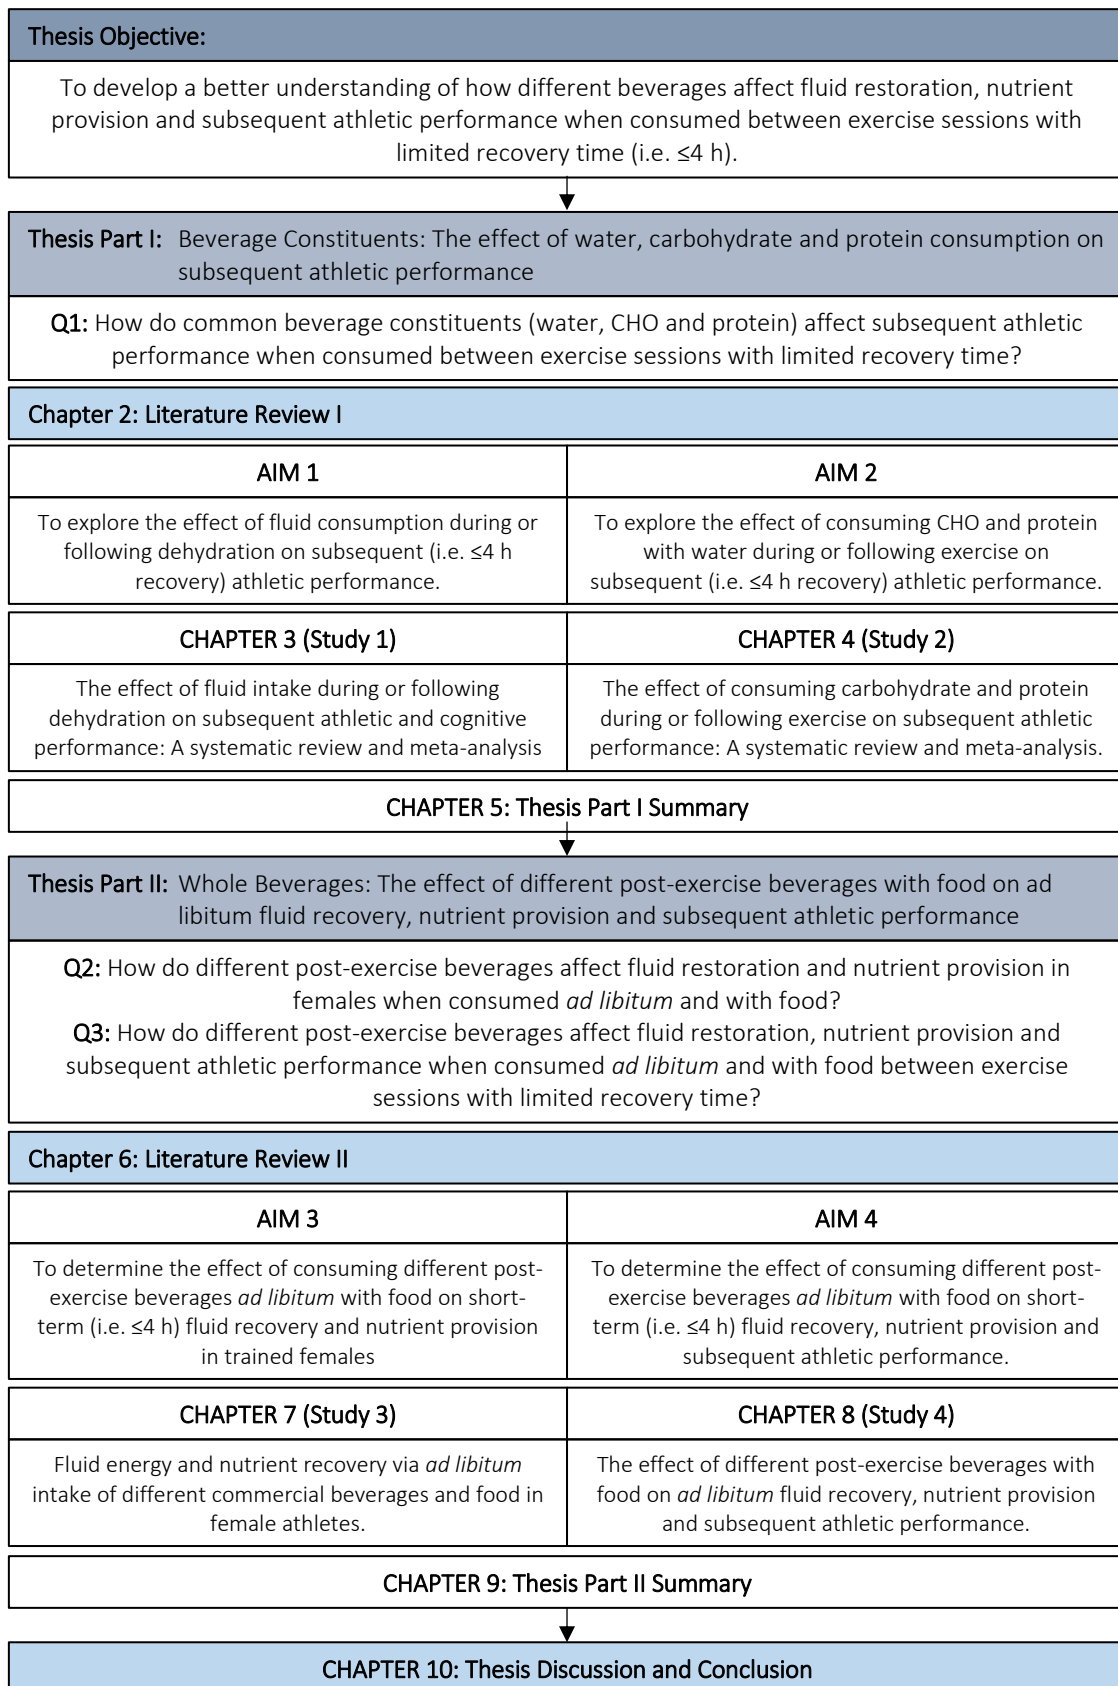 Thesis Objective:
To develop a better understanding of how different beverages affect fluid restoration, nutrient
provision and subsequent athletic performance when consumed between exercise sessions with
limited recovery time (i.e. ≤4 h).
Thesis Part I: Beverage Constituents: The effect of water, carbohydrate and protein consumption on
subsequent athletic performance
Q1: How do common beverage constituents (water, CHO and protein) affect subsequent athletic
performance when consumed between exercise sessions with limited recovery time?
Chapter 2: Literature Review I
AIM 1
To explore the effect of fluid consumption during or
following dehydration on subsequent (i.e. ≤4 h
recovery) athletic performance.
AIM 2
To explore the effect of consuming CHO and protein
with water during or following exercise on
subsequent (i.e. ≤4 h recovery) athletic performance.
CHAPTER 3 (Study 1)
The effect of fluid intake during or following
dehydration on subsequent athletic and cognitive
performance: A systematic review and meta-analysis
CHAPTER 4 (Study 2)
The effect of consuming carbohydrate and protein
during or following exercise on subsequent athletic
performance: A systematic review and meta-analysis.
CHAPTER 5: Thesis Part I Summary
Thesis Part II: Whole Beverages: The effect of different post-exercise beverages with food on ad
libitum fluid recovery, nutrient provision and subsequent athletic performance
Q2: How do different post-exercise beverages affect fluid restoration and nutrient provision in
females when consumed ad libitum and with food?
Q3: How do different post-exercise beverages affect fluid restoration, nutrient provision and
subsequent athletic performance when consumed ad libitum and with food between exercise
sessions with limited recovery time?
Chapter 6: Literature Review II
AIM 3
To determine the effect of consuming different post-
exercise beverages ad libitum with food on short-
term (i.e. ≤4 h) fluid recovery and nutrient provision
in trained females
AIM 4
To determine the effect of consuming different post-
exercise beverages ad libitum with food on short-
term (i.e. ≤4 h) fluid recovery, nutrient provision and
subsequent athletic performance.
CHAPTER 7 (Study 3)
Fluid energy and nutrient recovery via ad libitum
intake of different commercial beverages and food in
female athletes.
CHAPTER 8 (Study 4)
The effect of different post-exercise beverages with
food on ad libitum fluid recovery, nutrient provision
and subsequent athletic performance.
CHAPTER 9: Thesis Part II Summary
CHAPTER 10: Thesis Discussion and Conclusion